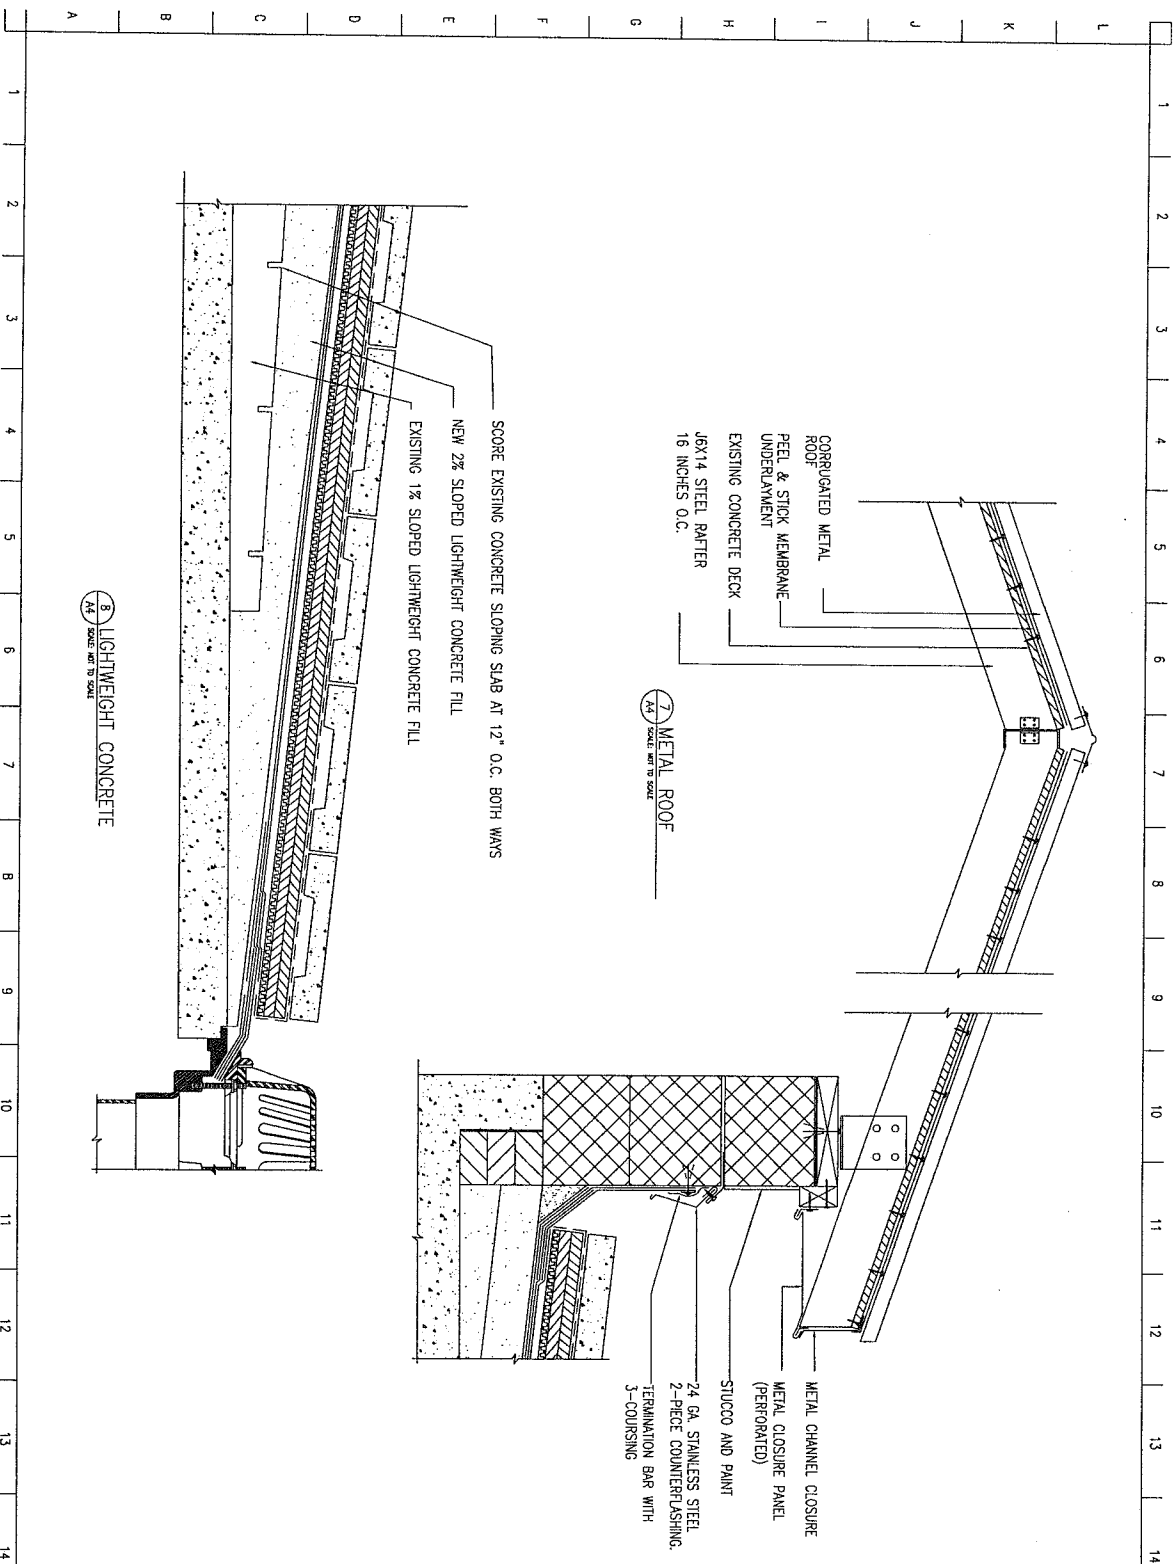 1
2
3
4
5
6
7
8
9
10
11
12
13
14
L
K
J
I
H
G
F
E
D
C
B
A
CORRUGATED METAL
ROOF
PEEL & STICK MEMBRANE
UNDERLAYMENT
EXISTING CONCRETE DECK
J6X14 STEEL RAFTER
16 INCHES O.C.
7
A4
METAL ROOF
SCALE: NOT TO SCALE
METAL CHANNEL CLOSURE
METAL CLOSURE PANEL
(PERFORATED)
STUCCO AND PAINT
24 GA. STAINLESS STEEL
2-PIECE COUNTERFLASHING.
TERMINATION BAR WITH
3-COURSING
SCORE EXISTING CONCRETE SLOPING SLAB AT 12" O.C. BOTH WAYS
NEW 2% SLOPED LIGHTWEIGHT CONCRETE FILL
EXISTING 1% SLOPED LIGHTWEIGHT CONCRETE FILL
8
A4
LIGHTWEIGHT CONCRETE
SCALE: NOT TO SCALE
1
2
3
4
5
6
7
8
9
10
11
12
13
14